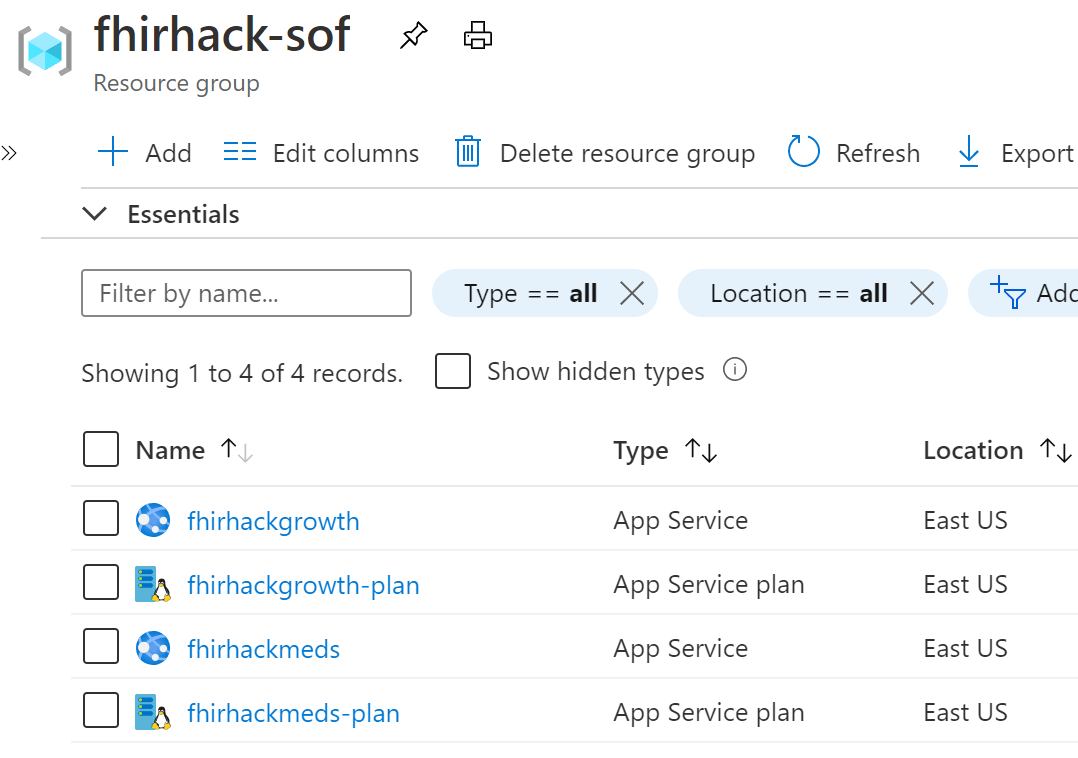 fhirhack-sof
Resource group
Add Edit columns Delete resource group Refresh Export
Essentials
Filter by name... Type == all Location == all Add
Showing 1 to 4 of 4 records. Show hidden types
Name Type Location
fhirhackgrowth App Service East US
fhirhackgrowth-plan App Service plan East US
fhirhackmeds App Service East US
fhirhackmeds-plan App Service plan East US